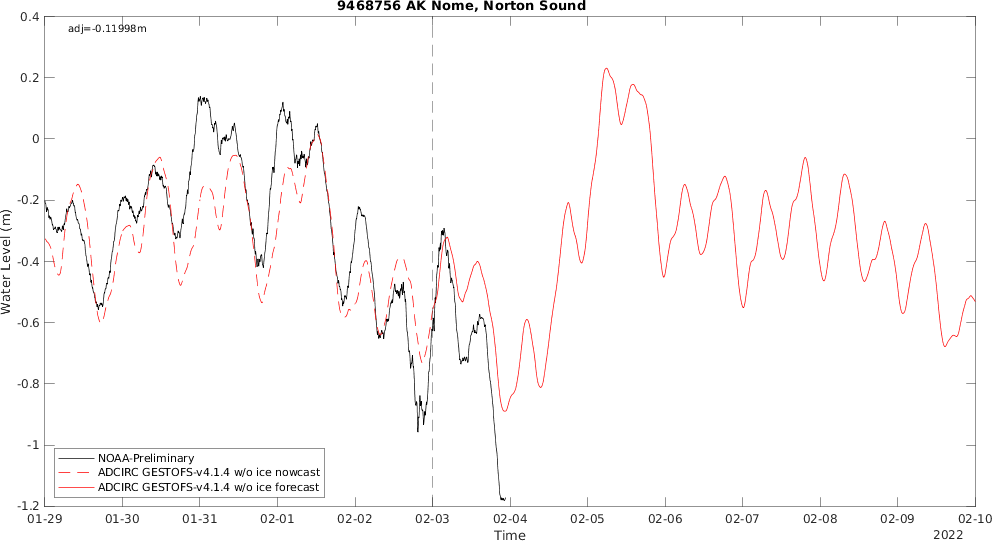 9468756 AK Nome, Norton Sound
adj=-0.11998m
0.4
0.2
0
-0.2
-0.4
-0.6
-0.8
-1
-1.2
Water Level (m)
NOAA-Preliminary
ADCIRC GESTOFS-v4.1.4 w/o ice nowcast
ADCIRC GESTOFS-v4.1.4 w/o ice forecast
01-29 01-30 01-31 02-01 02-02 02-03 02-04 02-05 02-06 02-07 02-08 02-09 02-10
Time
2022